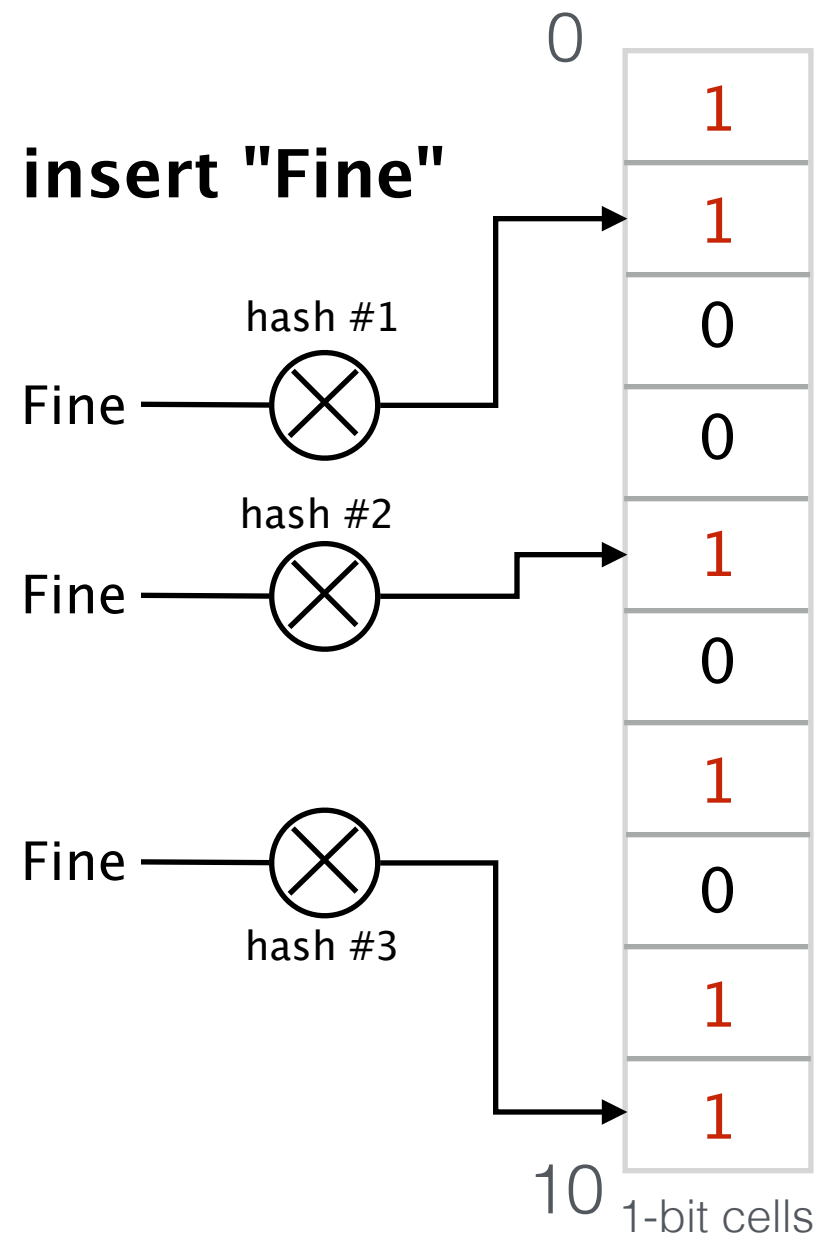 0
insert "Fine"
hash #1
Fine
hash #2
Fine
Fine
hash #3
1
1
0
0
1
0
1
0
1
1
10
1-bit cells